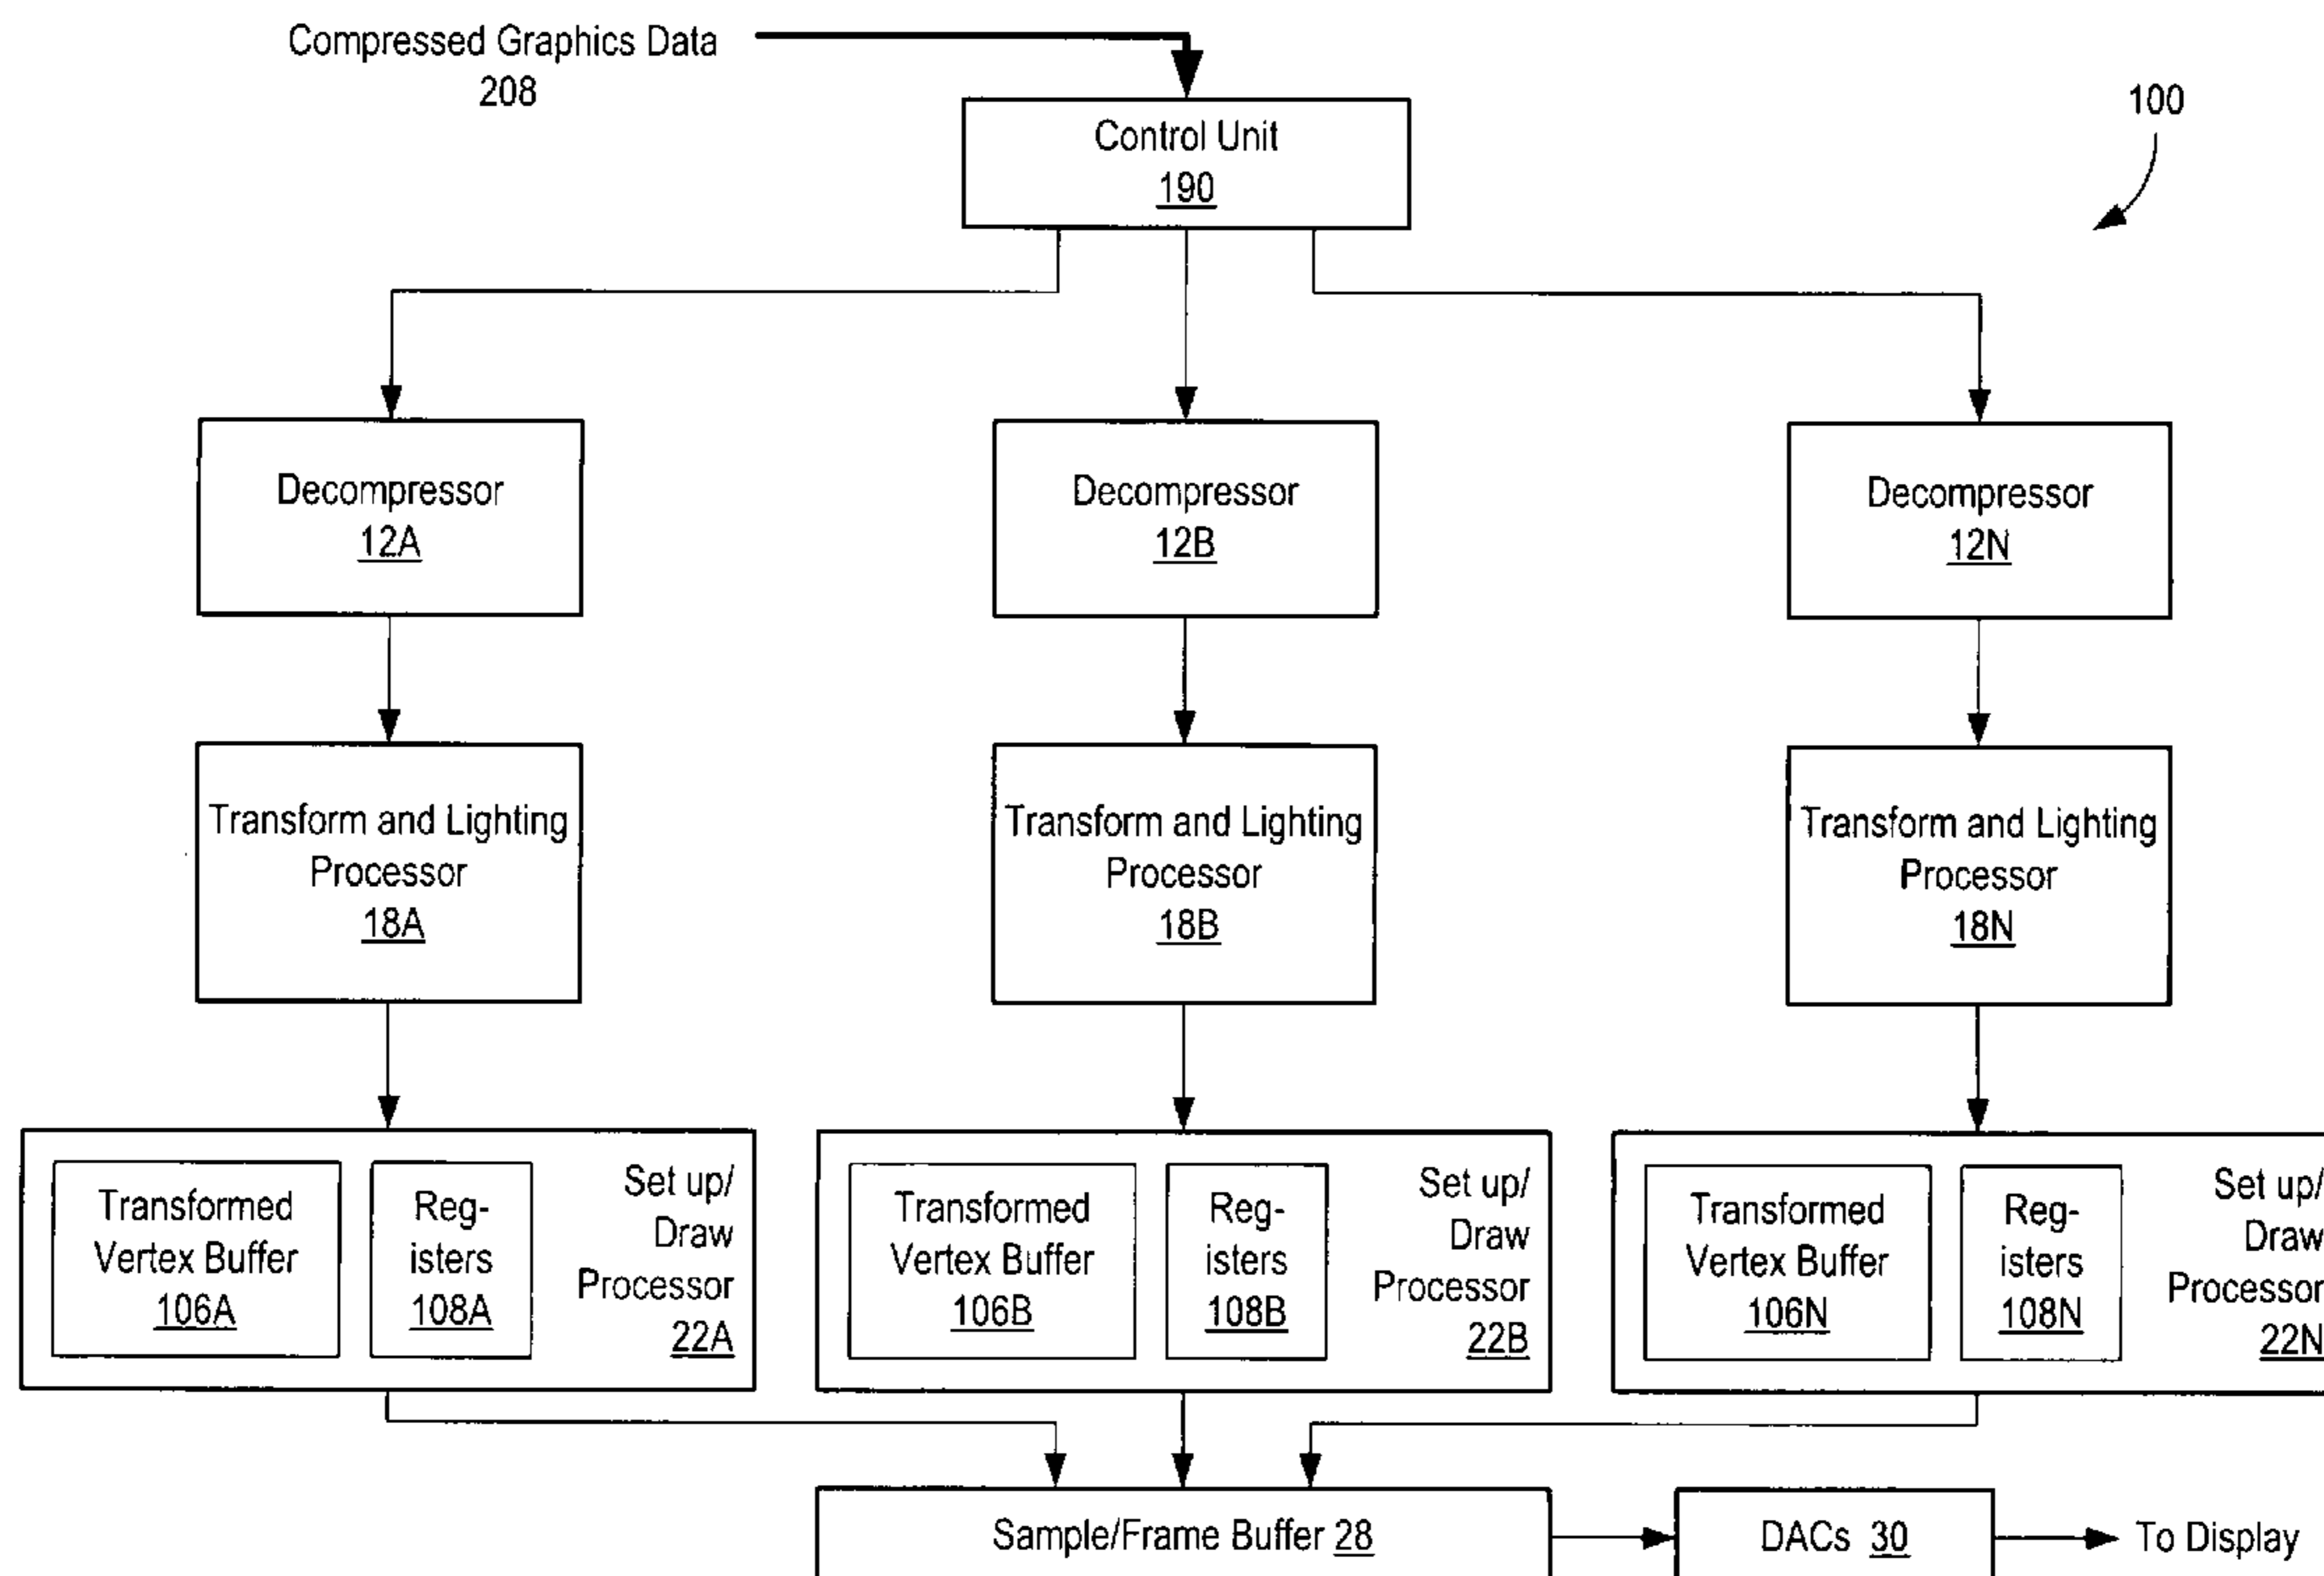 Compressed Graphics Data
208
Control Unit
190
100
Decompressor
12A
Decompressor
12B
Decompressor
12N
Transform and Lighting
Processor
18A
Transform and Lighting
Processor
18B
Transform and Lighting
Processor
18N
Transformed
Vertex Buffer
106A
Reg-
isters
108A
Set up/
Draw
Processor
22A
Transformed
Vertex Buffer
106B
Reg-
isters
108B
Set up/
Draw
Processor
22B
Transformed
Vertex Buffer
106N
Reg-
isters
108N
Set up/
Draw
Processor
22N
Sample/Frame Buffer 28
DACs 30
To Display